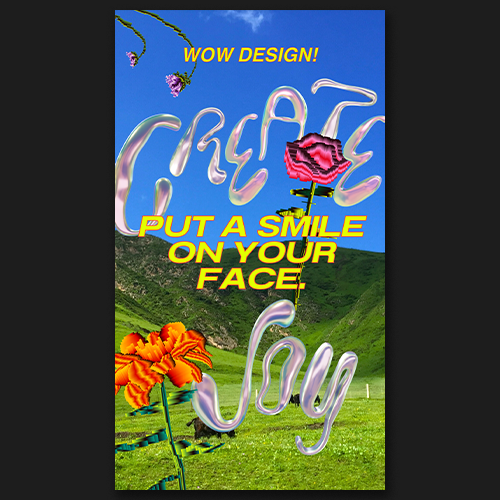 WOW DESIGN!
CREATE
PUT A SMILE
ON YOUR
FACE.
Joy